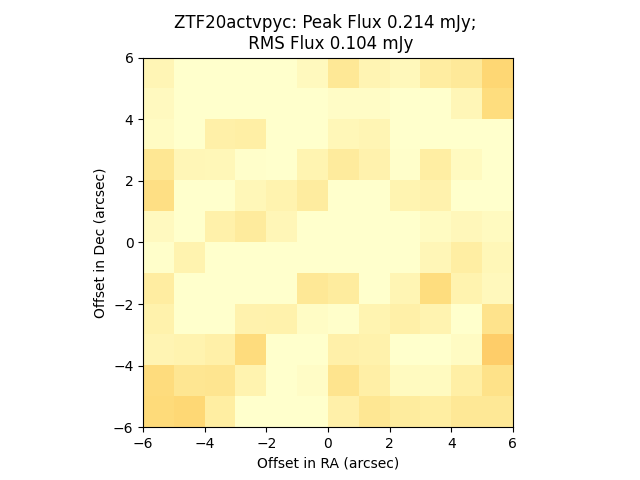 ZTF20actvpyc: Peak Flux 0.214 mJy;
RMS Flux 0.104 mJy
6
4
2
0
−2
−4
−6
Offset in Dec (arcsec)
−6 −4 −2 0 2 4 6
Offset in RA (arcsec)